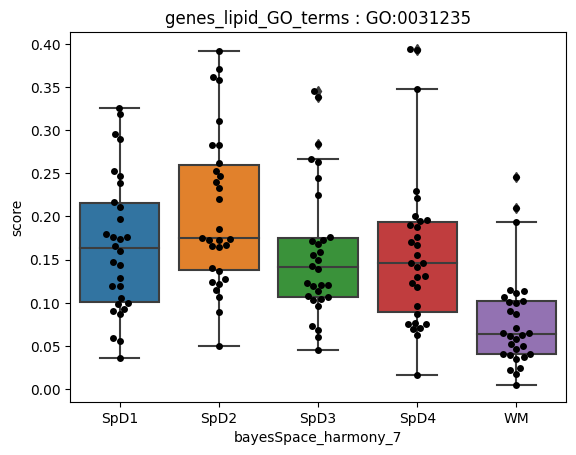 genes_lipid_GO_terms : GO:0031235
0.40
0.35
0.30
0.25
0.20
0.15
0.10
0.05
0.00
score
SpD1 SpD2 SpD3 SpD4 WM
bayesSpace_harmony_7